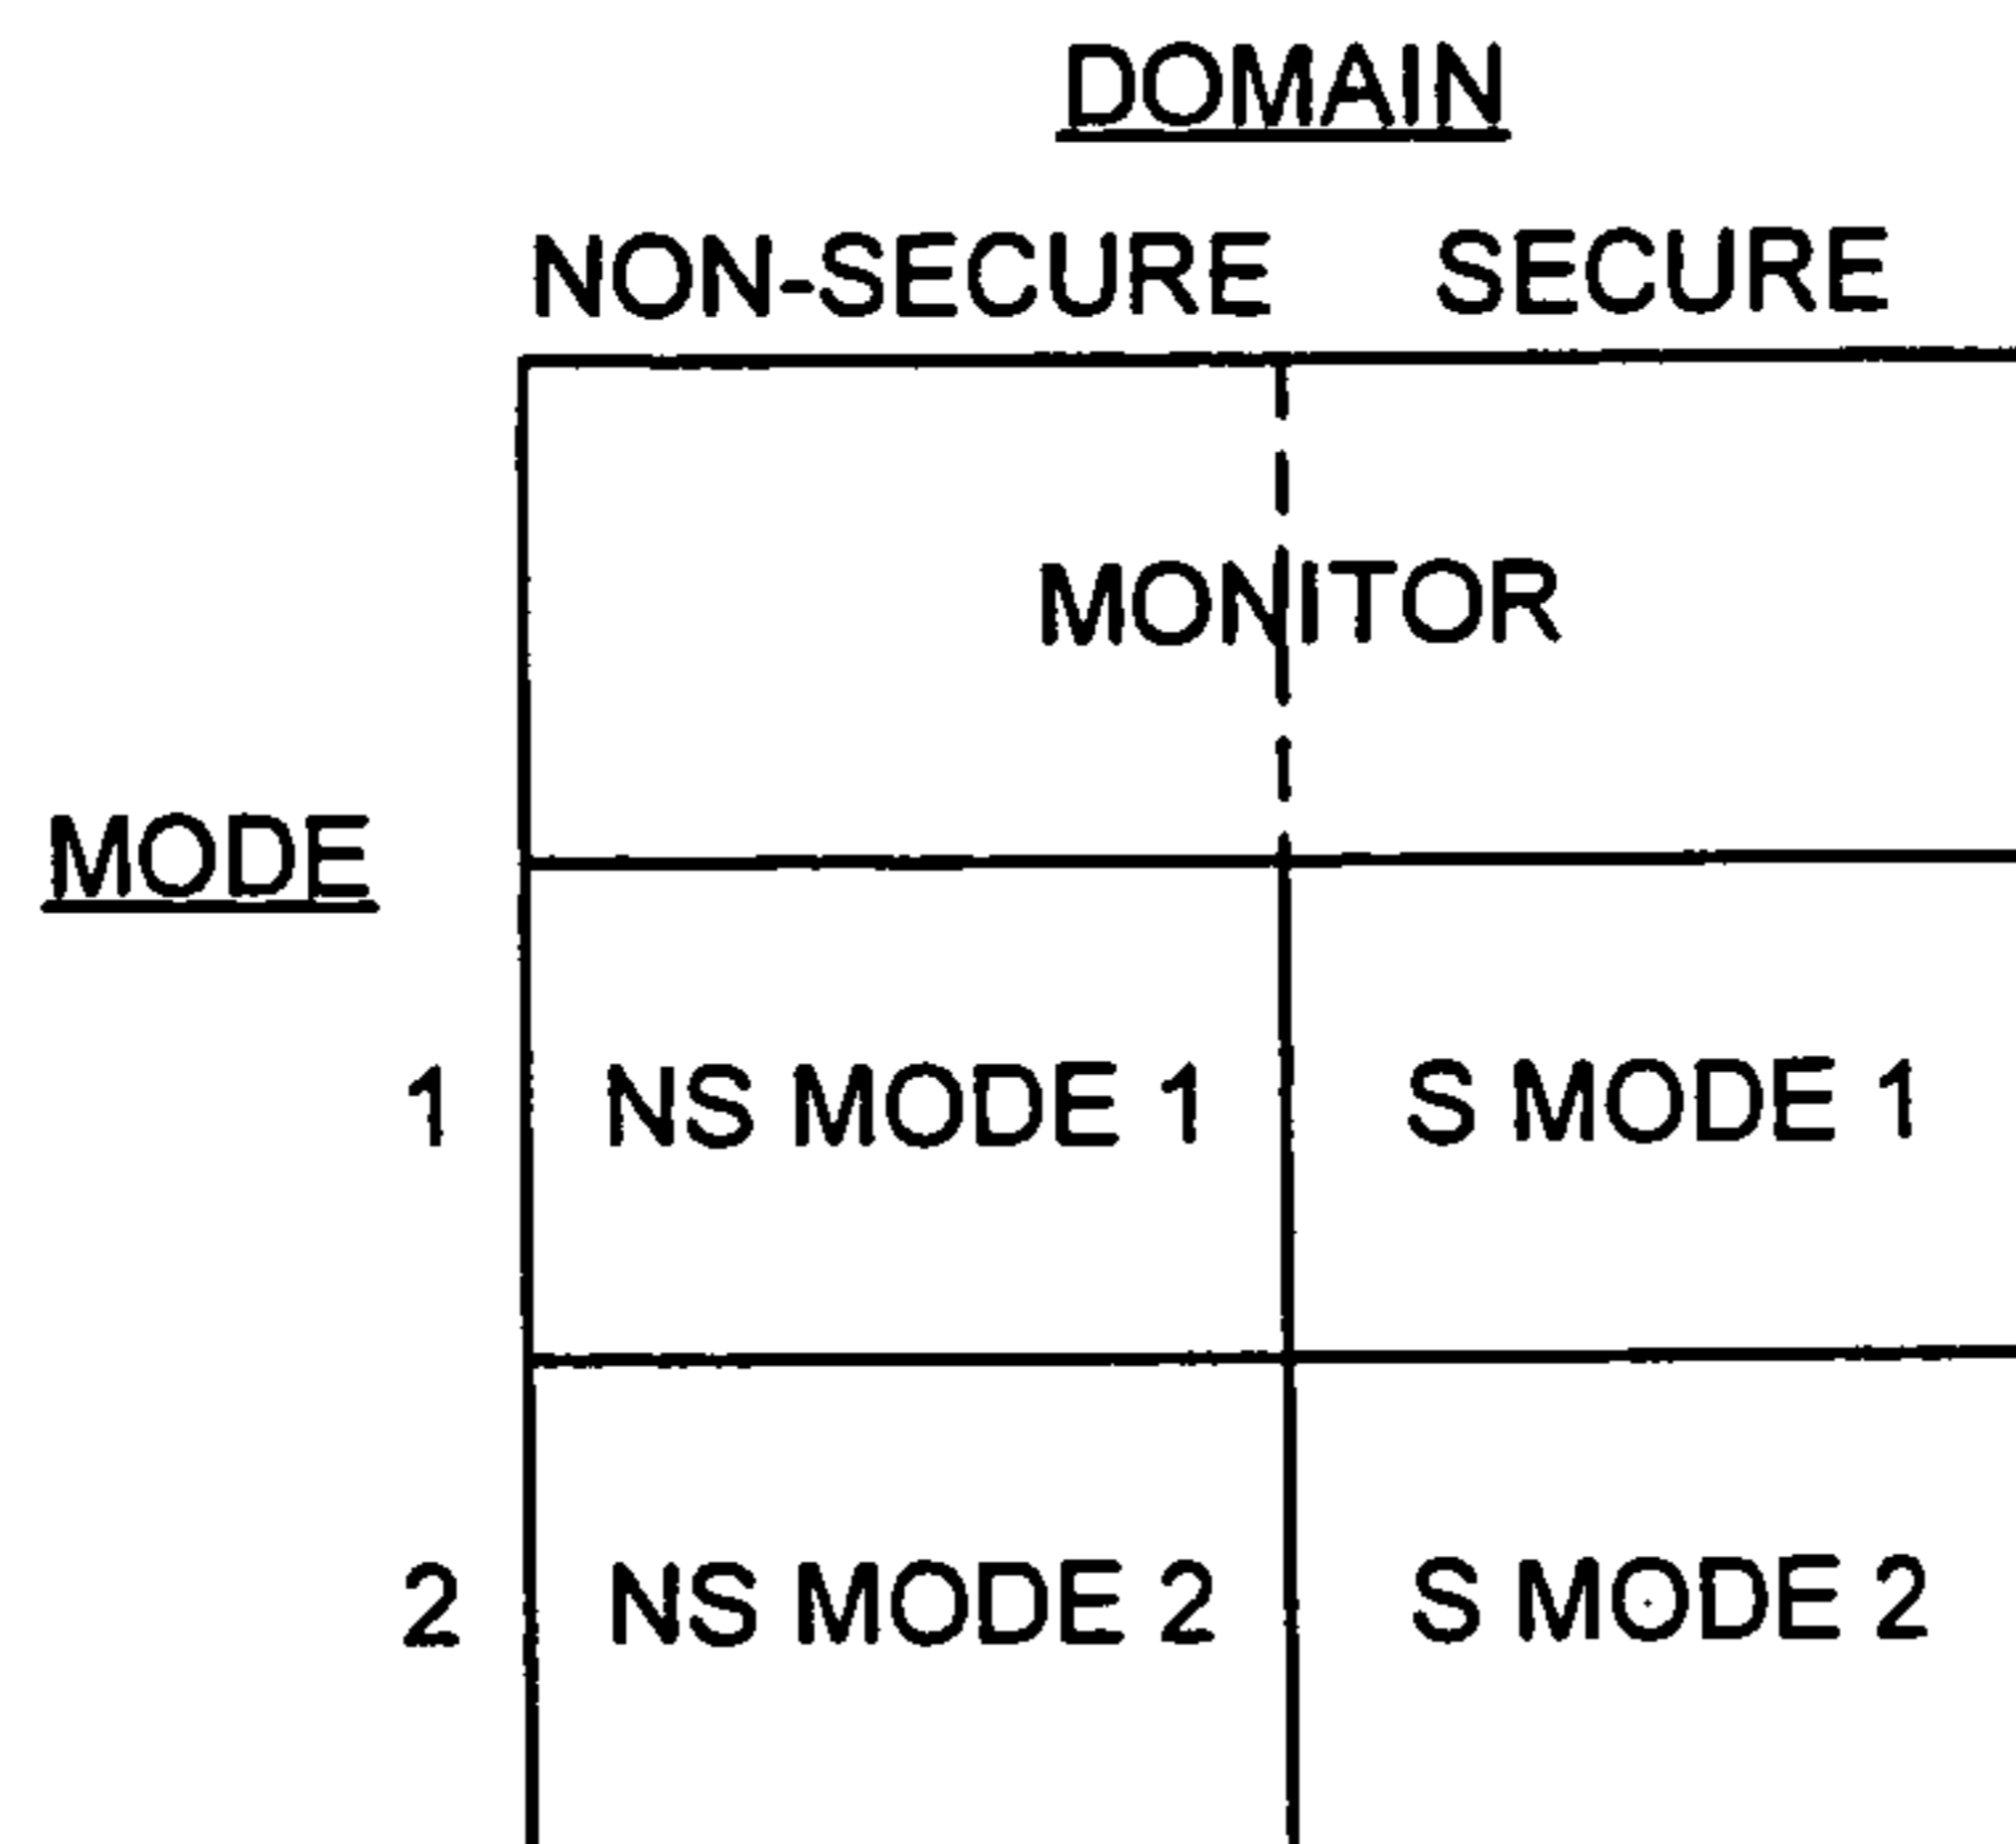 DOMAIN
NON-SECURE SECURE
MONITOR
MODE
1 NS MODE 1 S MODE 1
2 NS MODE 2 S MODE 2